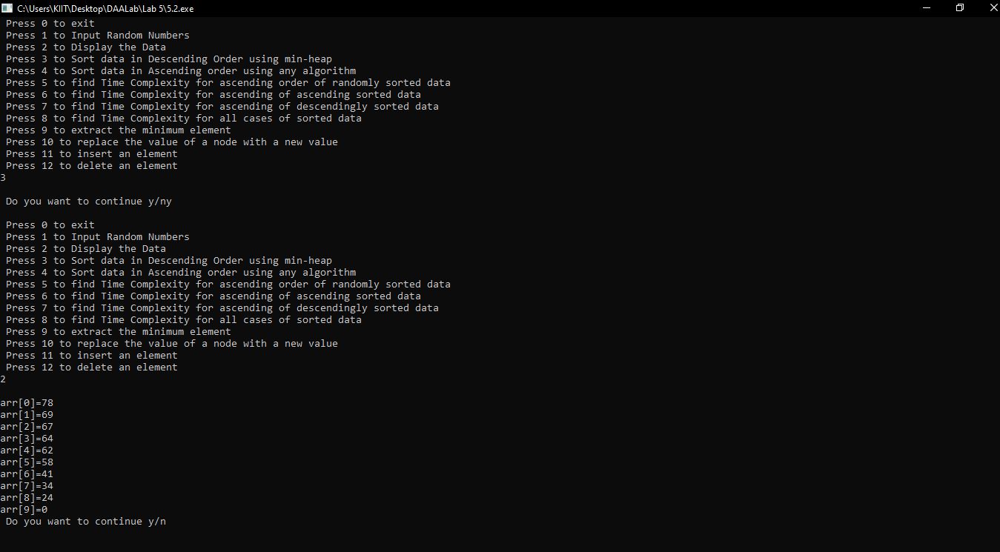 C:\Users\KIIT\Desktop\DAALab\Lab 5\5.2.exe
Press 0 to exit
Press 1 to Input Random Numbers
Press 2 to Display the Data
Press 3 to Sort data in Descending Order using min-heap
Press 4 to Sort data in Ascending order using any algorithm
Press 5 to find Time Complexity for ascending order of randomly sorted data
Press 6 to find Time Complexity for ascending of ascending sorted data
Press 7 to find Time Complexity for ascending of descendingly sorted data
Press 8 to find Time Complexity for all cases of sorted data
Press 9 to extract the minimum element
Press 10 to replace the value of a node with a new value
Press 11 to insert an element
Press 12 to delete an element
3
Do you want to continue y/ny
Press 0 to exit
Press 1 to Input Random Numbers
Press 2 to Display the Data
Press 3 to Sort data in Descending Order using min-heap
Press 4 to Sort data in Ascending order using any algorithm
Press 5 to find Time Complexity for ascending order of randomly sorted data
Press 6 to find Time Complexity for ascending of ascending sorted data
Press 7 to find Time Complexity for ascending of descendingly sorted data
Press 8 to find Time Complexity for all cases of sorted data
Press 9 to extract the minimum element
Press 10 to replace the value of a node with a new value
Press 11 to insert an element
Press 12 to delete an element
2
arr[0]=78
arr[1]=69
arr[2]=67
arr[3]=64
arr[4]=62
arr[5]=58
arr[6]=41
arr[7]=34
arr[8]=24
arr[9]=0
Do you want to continue y/n